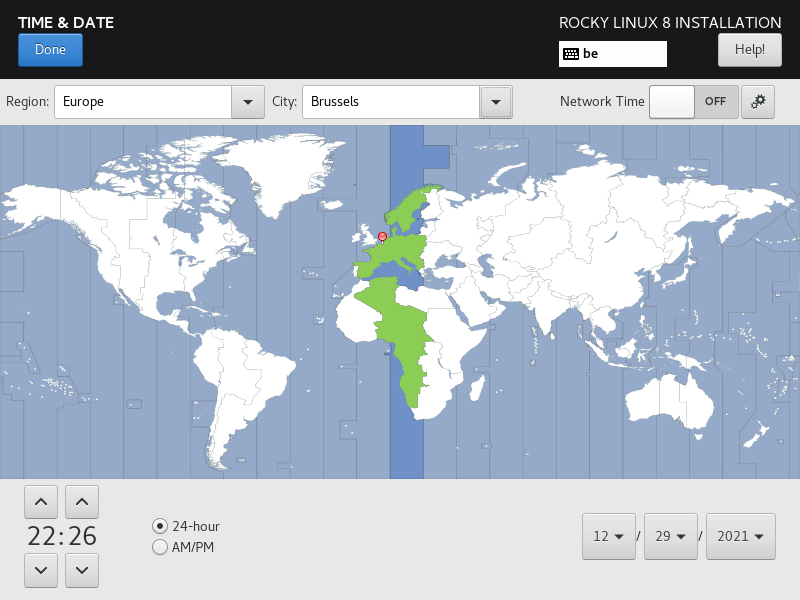 TIME & DATE
ROCKY LINUX 8 INSTALLATION
Done
be
Help!
Region: Europe City: Brussels Network Time OFF
22:26
24-hour
AM/PM
12 / 29 / 2021